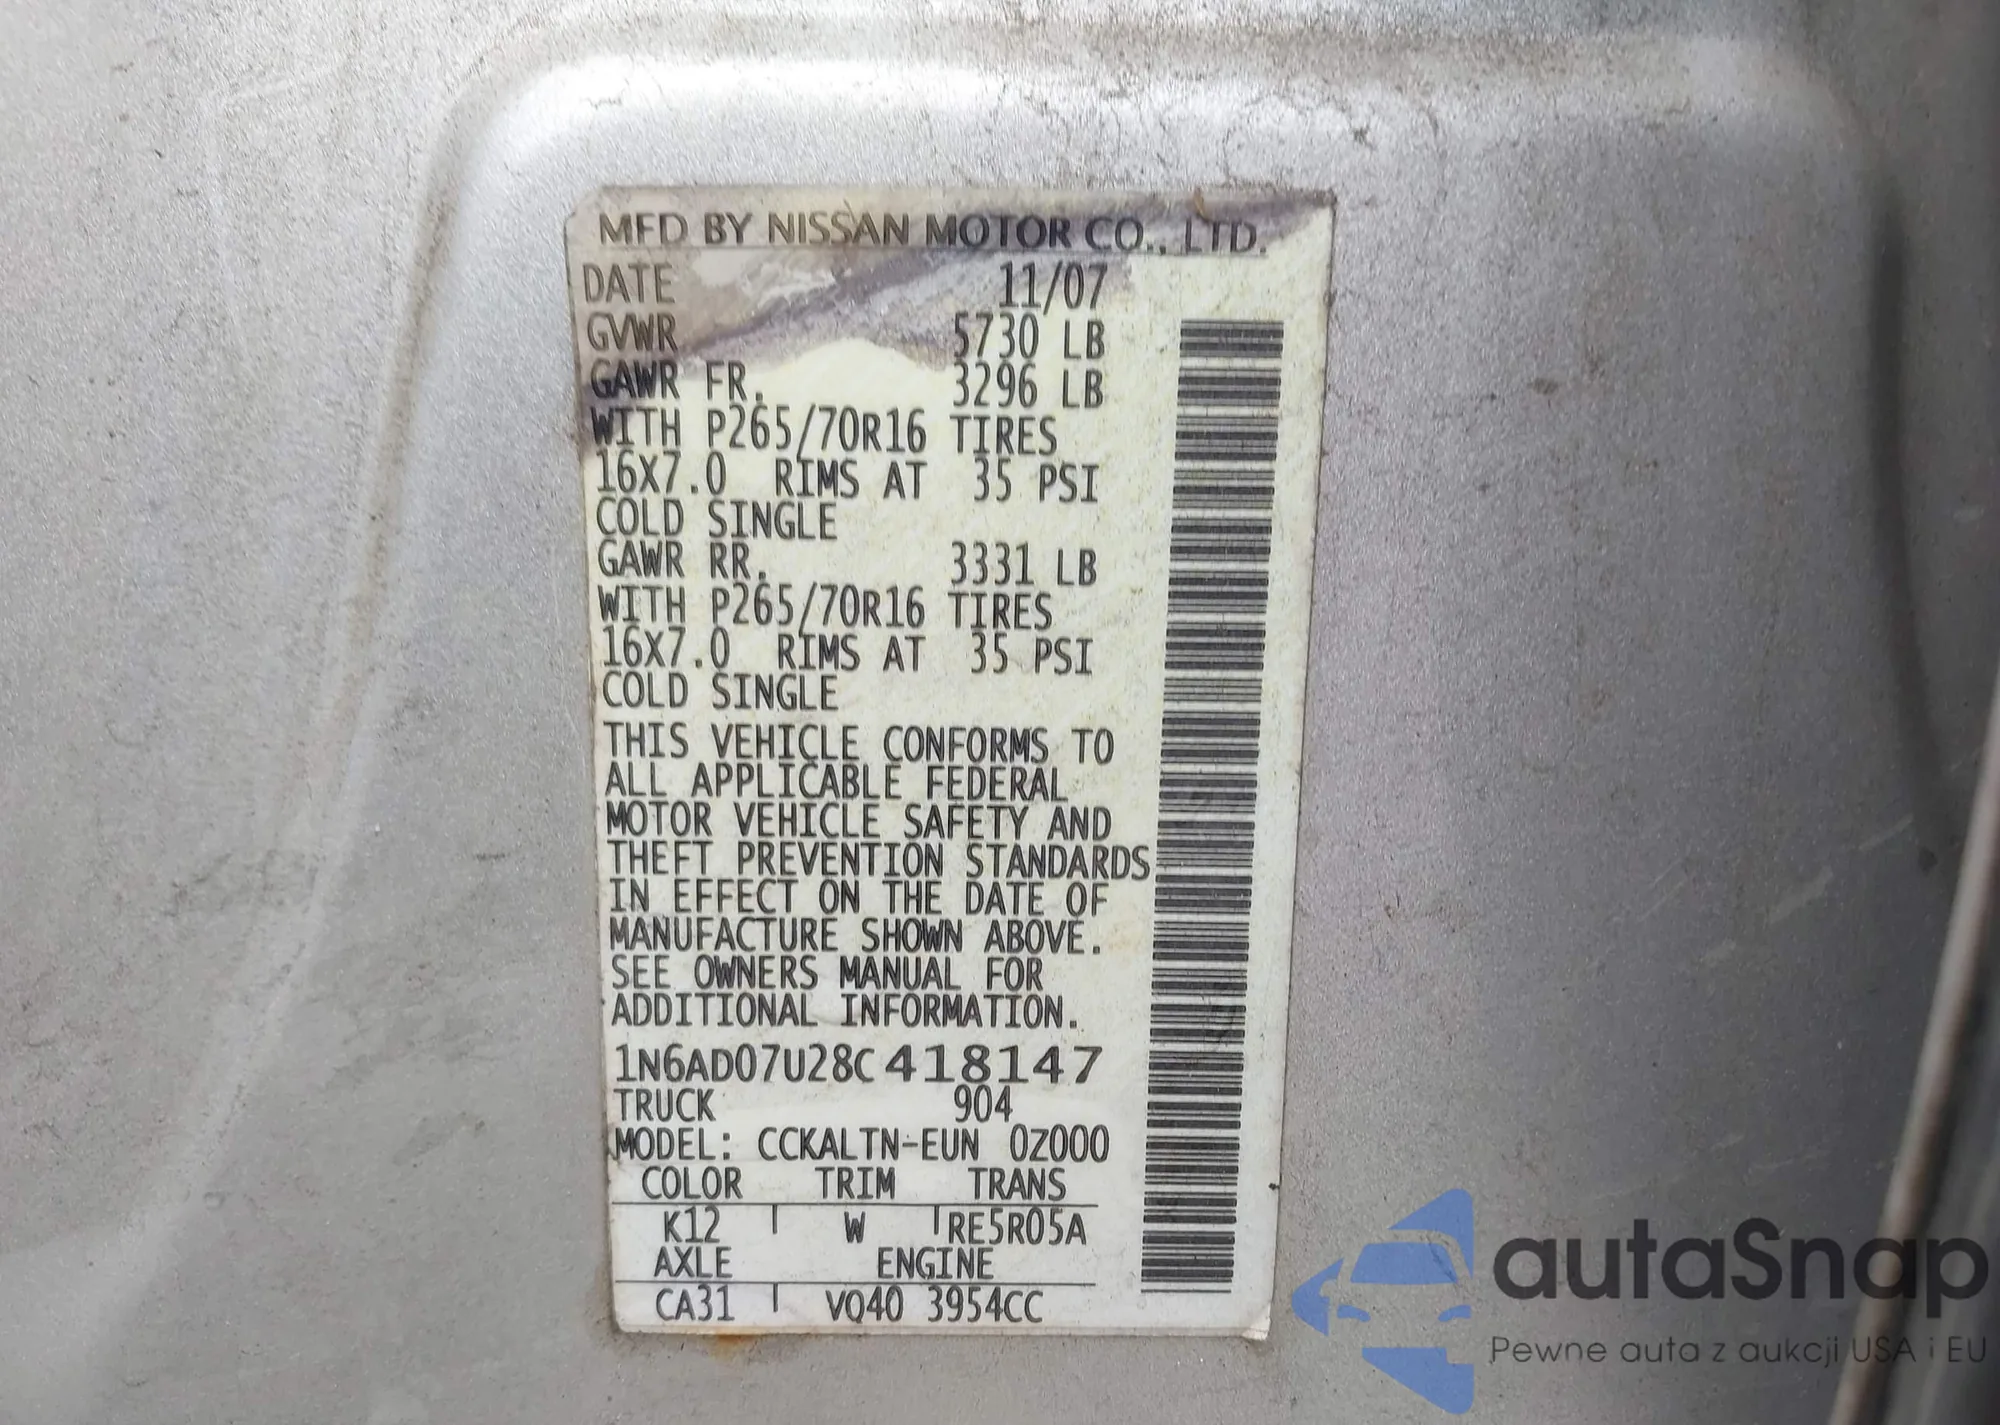 MFD BY NISSAN MOTOR CO., LTD.
DATE 11/07
GVWR 5730 LB
GAWR FR. 3296 LB
WITH P265/70R16 TIRES
16X7.0 RIMS AT 35 PSI
COLD SINGLE
GAWR RR. 3331 LB
WITH P265/70R16 TIRES
16X7.0 RIMS AT 35 PSI
COLD SINGLE
THIS VEHICLE CONFORMS TO
ALL APPLICABLE FEDERAL
MOTOR VEHICLE SAFETY AND
THEFT PREVENTION STANDARDS
IN EFFECT ON THE DATE OF
MANUFACTURE SHOWN ABOVE.
SEE OWNERS MANUAL FOR
ADDITIONAL INFORMATION.
1N6AD07U28C418147
TRUCK 904
MODEL: CCKALTN-EUN 0Z000
COLOR TRIM TRANS
K12 W RE5R05A
AXLE ENGINE
CA31 VQ40 3954CC
autaSnap
Pewne auta z aukcji USA i EU